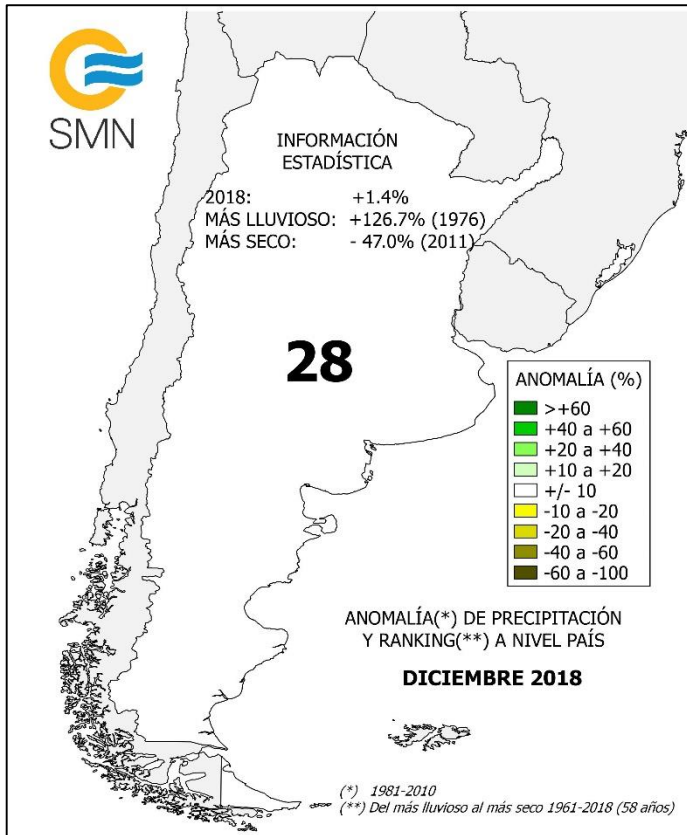 SMN
INFORMACIÓN
ESTADÍSTICA
2018: +1.4%
MÁS LLUVIOSO: +126.7% (1976)
MÁS SECO: - 47.0% (2011)
28
ANOMALÍA (%)
>+60
+40 a +60
+20 a +40
+10 a +20
+/- 10
-10 a -20
-20 a -40
-40 a -60
-60 a -100
ANOMALÍA(*) DE PRECIPITACIÓN
Y RANKING(**) A NIVEL PAÍS
DICIEMBRE 2018
(*) 1981-2010
(**) Del más lluvioso al más seco 1961-2018 (58 años)